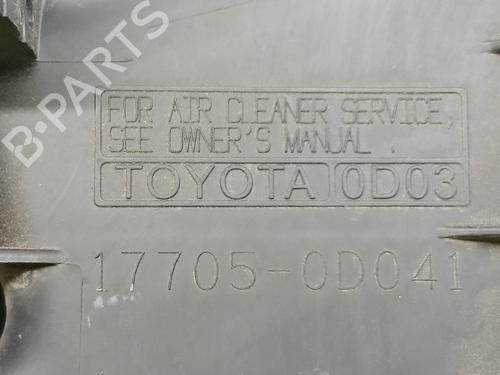 B-PARTS
FOR AIR CLEANER SERVICE,
SEE OWNER'S MANUAL .
TOYOTA 0D03
17705-0D041